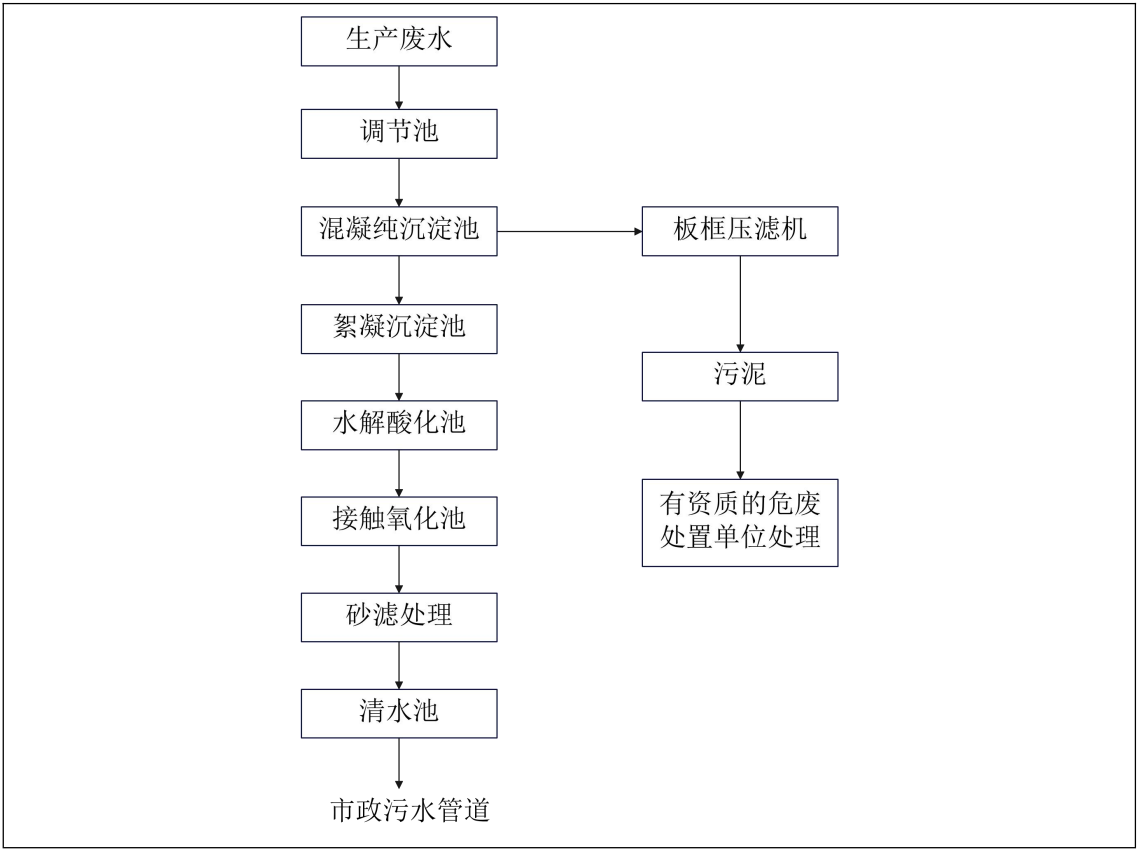 生产废水
调节池
混凝纯沉淀池
板框压滤机
絮凝沉淀池
污泥
水解酸化池
有资质的危废
处置单位处理
接触氧化池
砂滤处理
清水池
市政污水管道